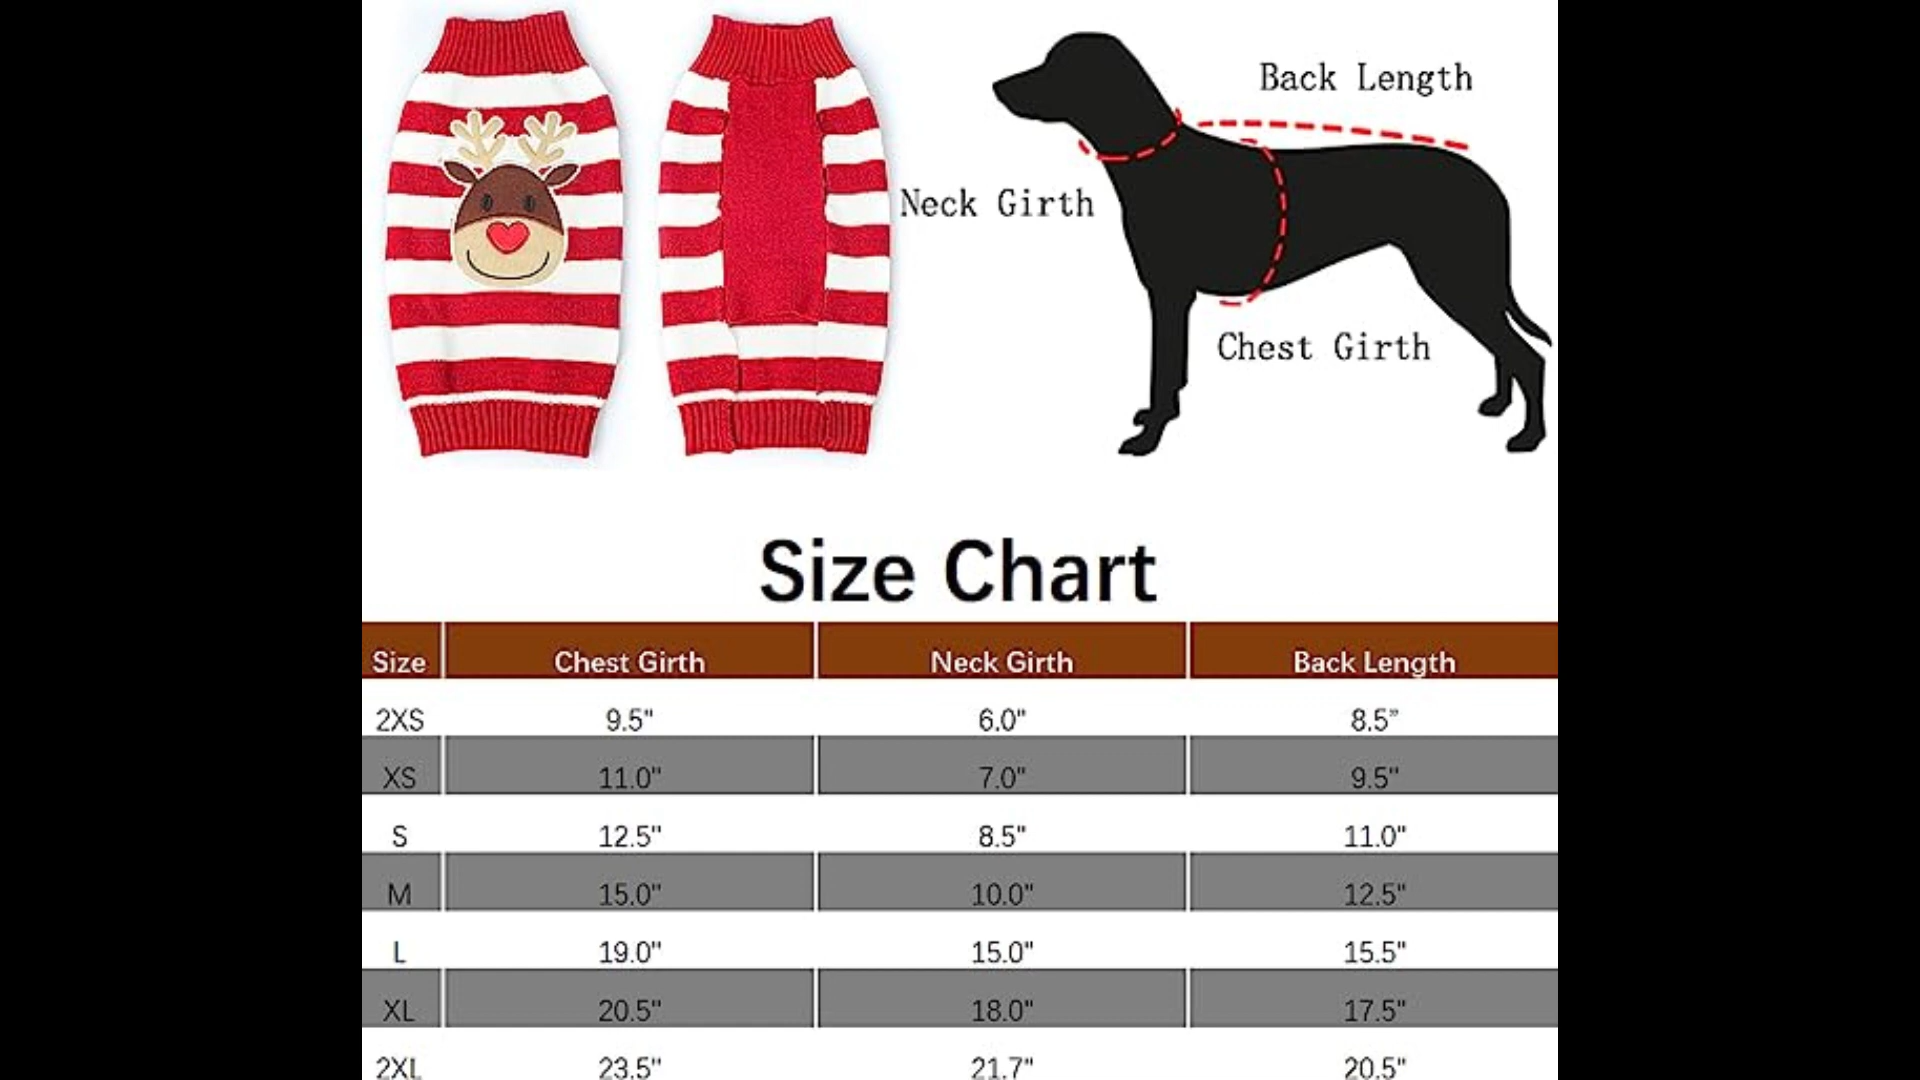 Back Length
Neck Girth
Chest Girth
Size Chart
Size Chest Girth Neck Girth Back Length
2XS 9.5" 6.0" 8.5”
XS 11.0" 7.0" 9.5"
S 12.5" 8.5" 11.0"
M 15.0" 10.0" 12.5"
L 19.0" 15.0" 15.5"
XL 20.5" 18.0" 17.5"
2XL 23.5" 21.7" 20.5"